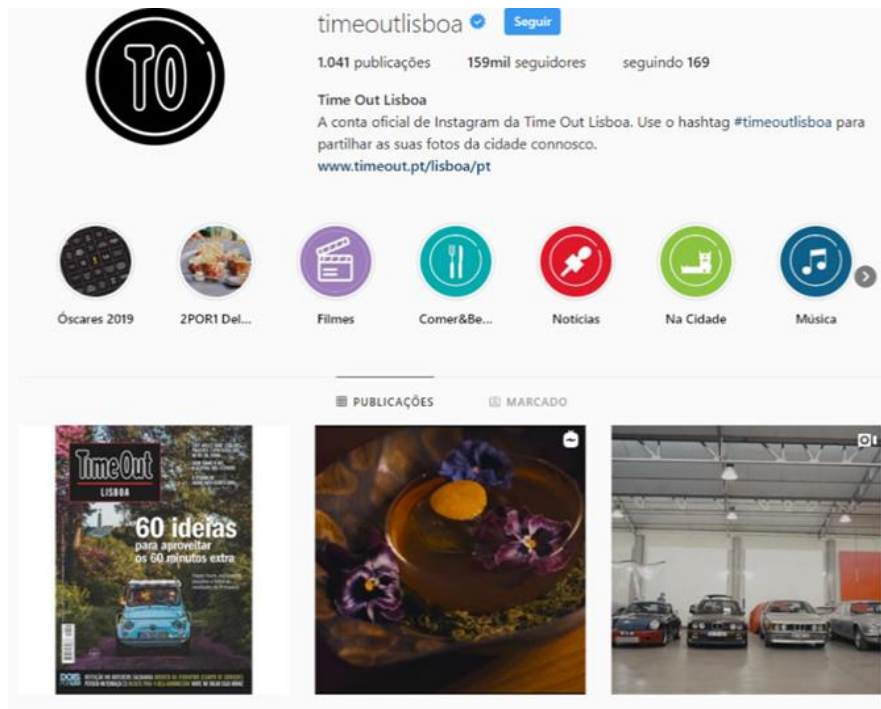 TO
timeoutlisboa Seguir
1.041 publicações 159mil seguidores seguindo 169
Time Out Lisboa
A conta oficial de Instagram da Time Out Lisboa. Use o hashtag #timeoutlisboa para
partilhar as suas fotos da cidade connosco.
www.timeout.pt/lisboa/pt
Óscares 2019 2POR1 Del... Filmes Comer&Be... Notícias Na Cidade Música
PUBLICAÇÕES MARCADO
Time Out
LISBOA
60 ideias
para aproveitar
os 60 minutos extra